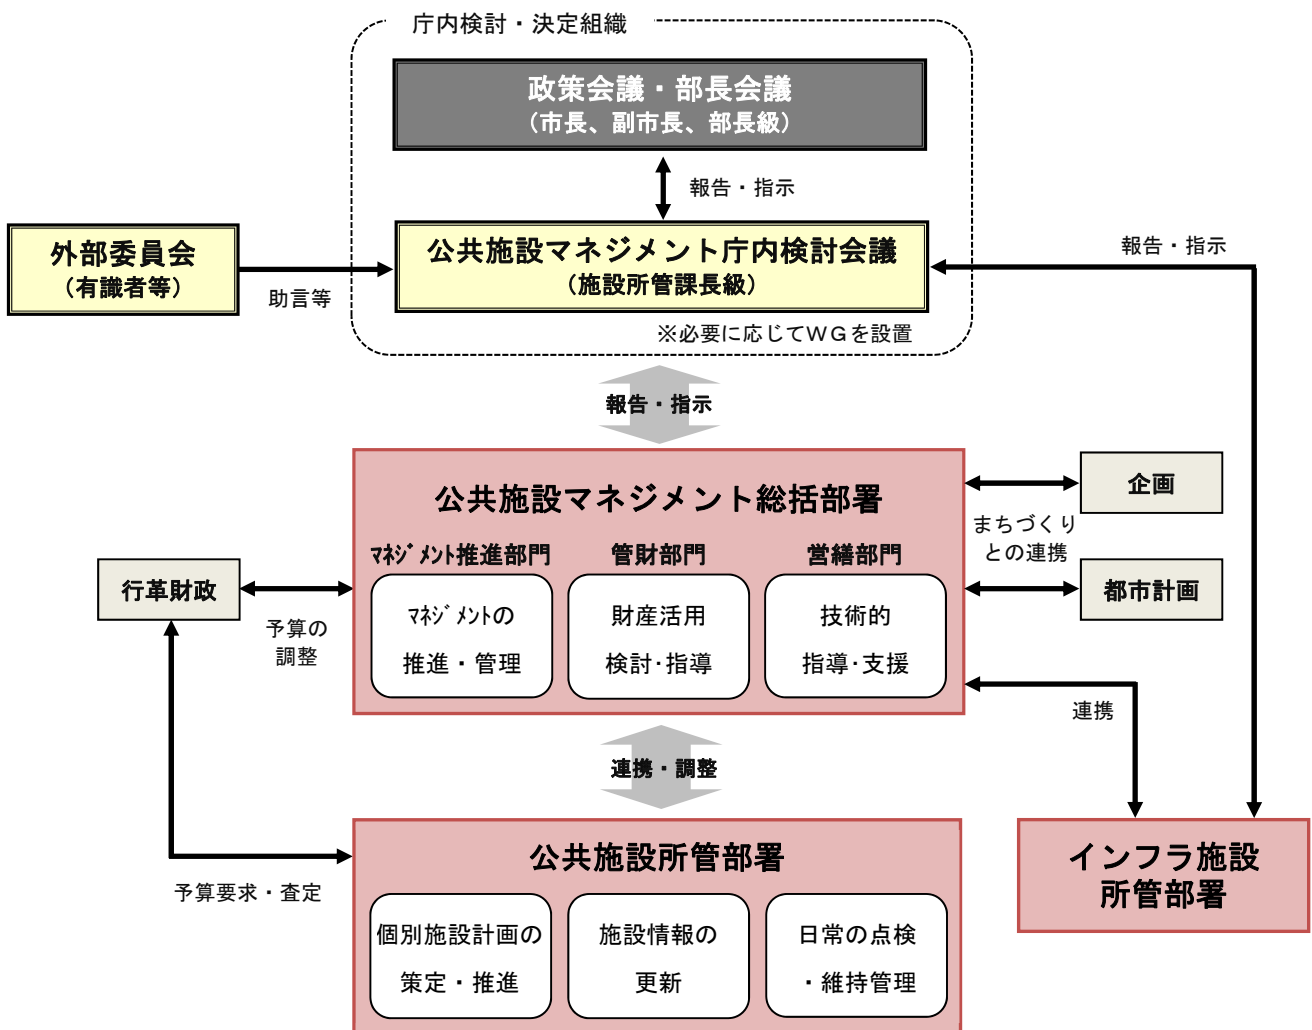 庁内検討・決定組織
政策会議・部長会議
（市長、副市長、部長級）
報告・指示
外部委員会
（有識者等）
助言等
公共施設マネジメント庁内検討会議
（施設所管課長級）
※必要に応じてＷＧを設置
報告・指示
報告・指示
公共施設マネジメント総括部署
ﾏﾈｼﾞﾒﾝﾄ推進部門
ﾏﾈｼﾞﾒﾝﾄの
推進・管理
管財部門
財産活用
検討･指導
営繕部門
技術的
指導･支援
企画
まちづくり
との連携
都市計画
行革財政
予算の
調整
連携
連携・調整
公共施設所管部署
個別施設計画の
策定・推進
施設情報の
更新
日常の点検
・維持管理
予算要求・査定
インフラ施設
所管部署